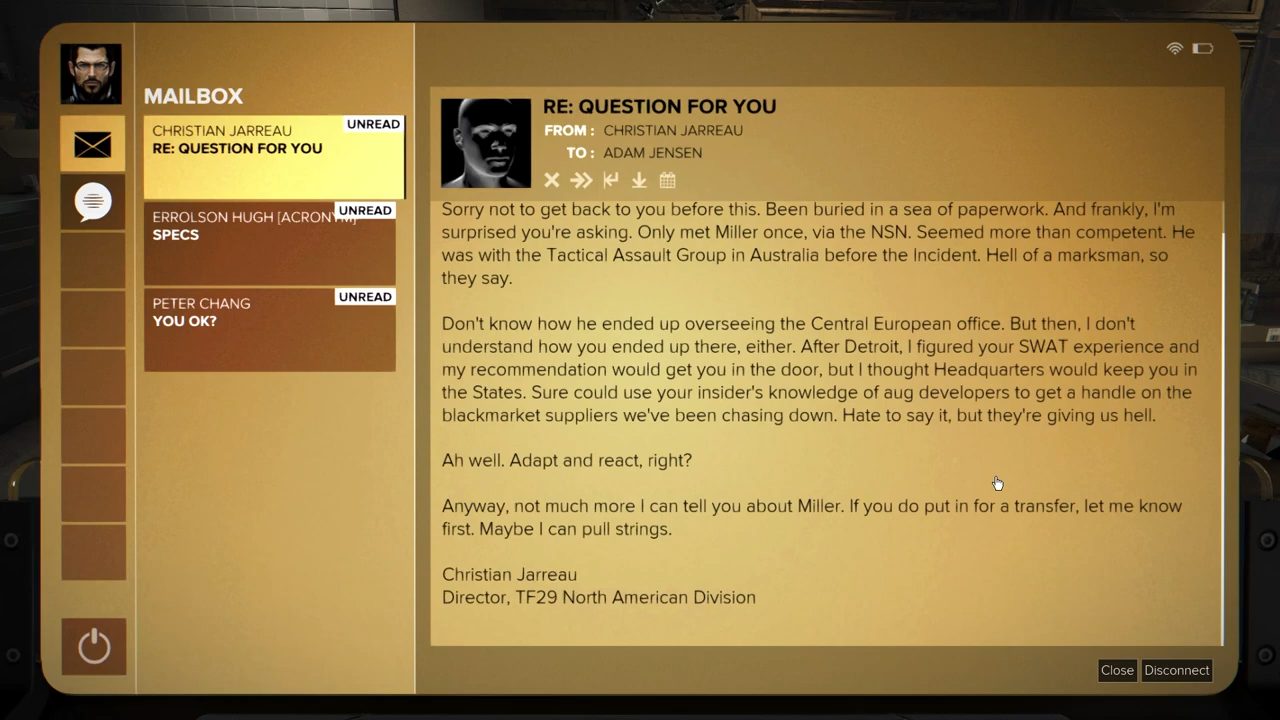 MAILBOX
CHRISTIAN JARREAU
UNREAD
RE: QUESTION FOR YOU
ERROLSON HUGH [ACRONYM]
UNREAD
SPECS
PETER CHANG
UNREAD
YOU OK?
RE: QUESTION FOR YOU
FROM : CHRISTIAN JARREAU
TO : ADAM JENSEN
Sorry not to get back to you before this. Been buried in a sea of paperwork. And frankly, I'm
surprised you're asking. Only met Miller once, via the NSN. Seemed more than competent. He
was with the Tactical Assault Group in Australia before the Incident. Hell of a marksman, so
they say.
Don't know how he ended up overseeing the Central European office. But then, I don't
understand how you ended up there, either. After Detroit, I figured your SWAT experience and
my recommendation would get you in the door, but I thought Headquarters would keep you in
the States. Sure could use your insider's knowledge of aug developers to get a handle on the
blackmarket suppliers we've been chasing down. Hate to say it, but they're giving us hell.
Ah well. Adapt and react, right?
Anyway, not much more I can tell you about Miller. If you do put in for a transfer, let me know
first. Maybe I can pull strings.
Christian Jarreau
Director, TF29 North American Division
Close
Disconnect